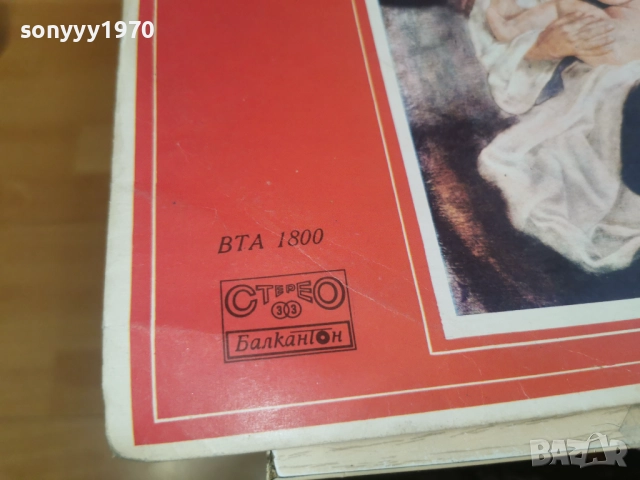 sonyyy1970
ВТА 1800
СТЕРЕО
33
Балкантон
BAZAR